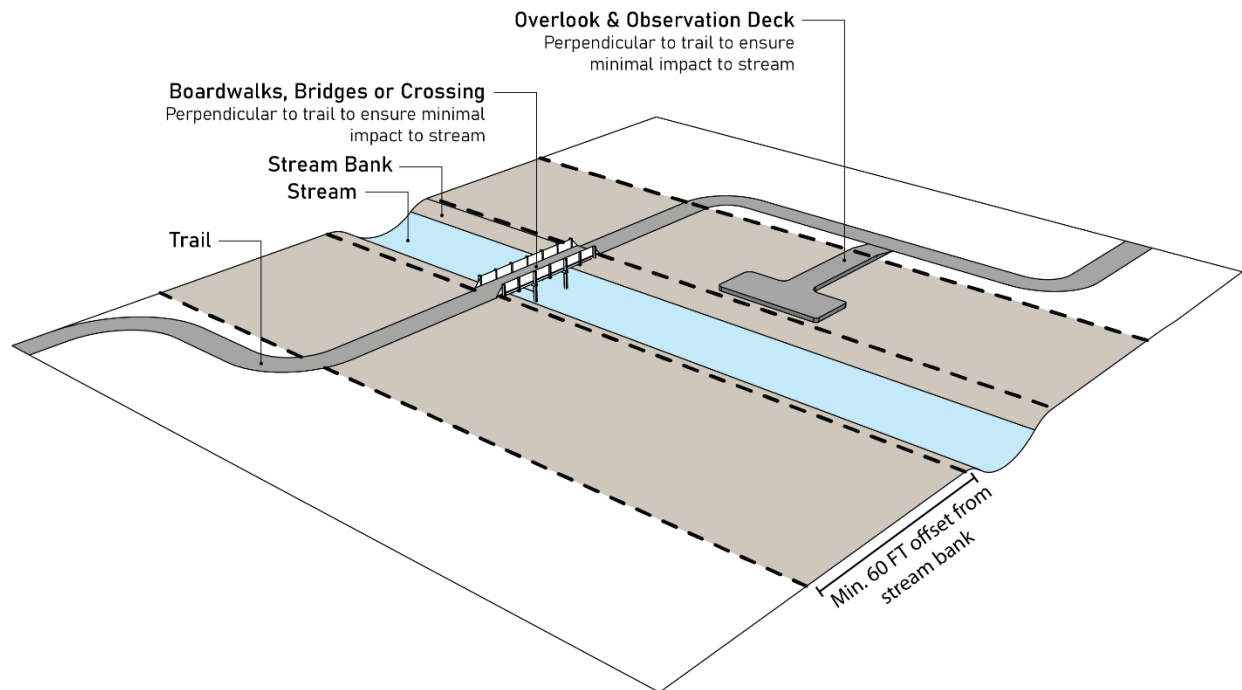 Overlook & Observation Deck
Perpendicular to trail to ensure
minimal impact to stream
Boardwalks, Bridges or Crossing
Perpendicular to trail to ensure minimal
impact to stream
Stream Bank
Stream
Trail
Min. 60 FT offset from
stream bank